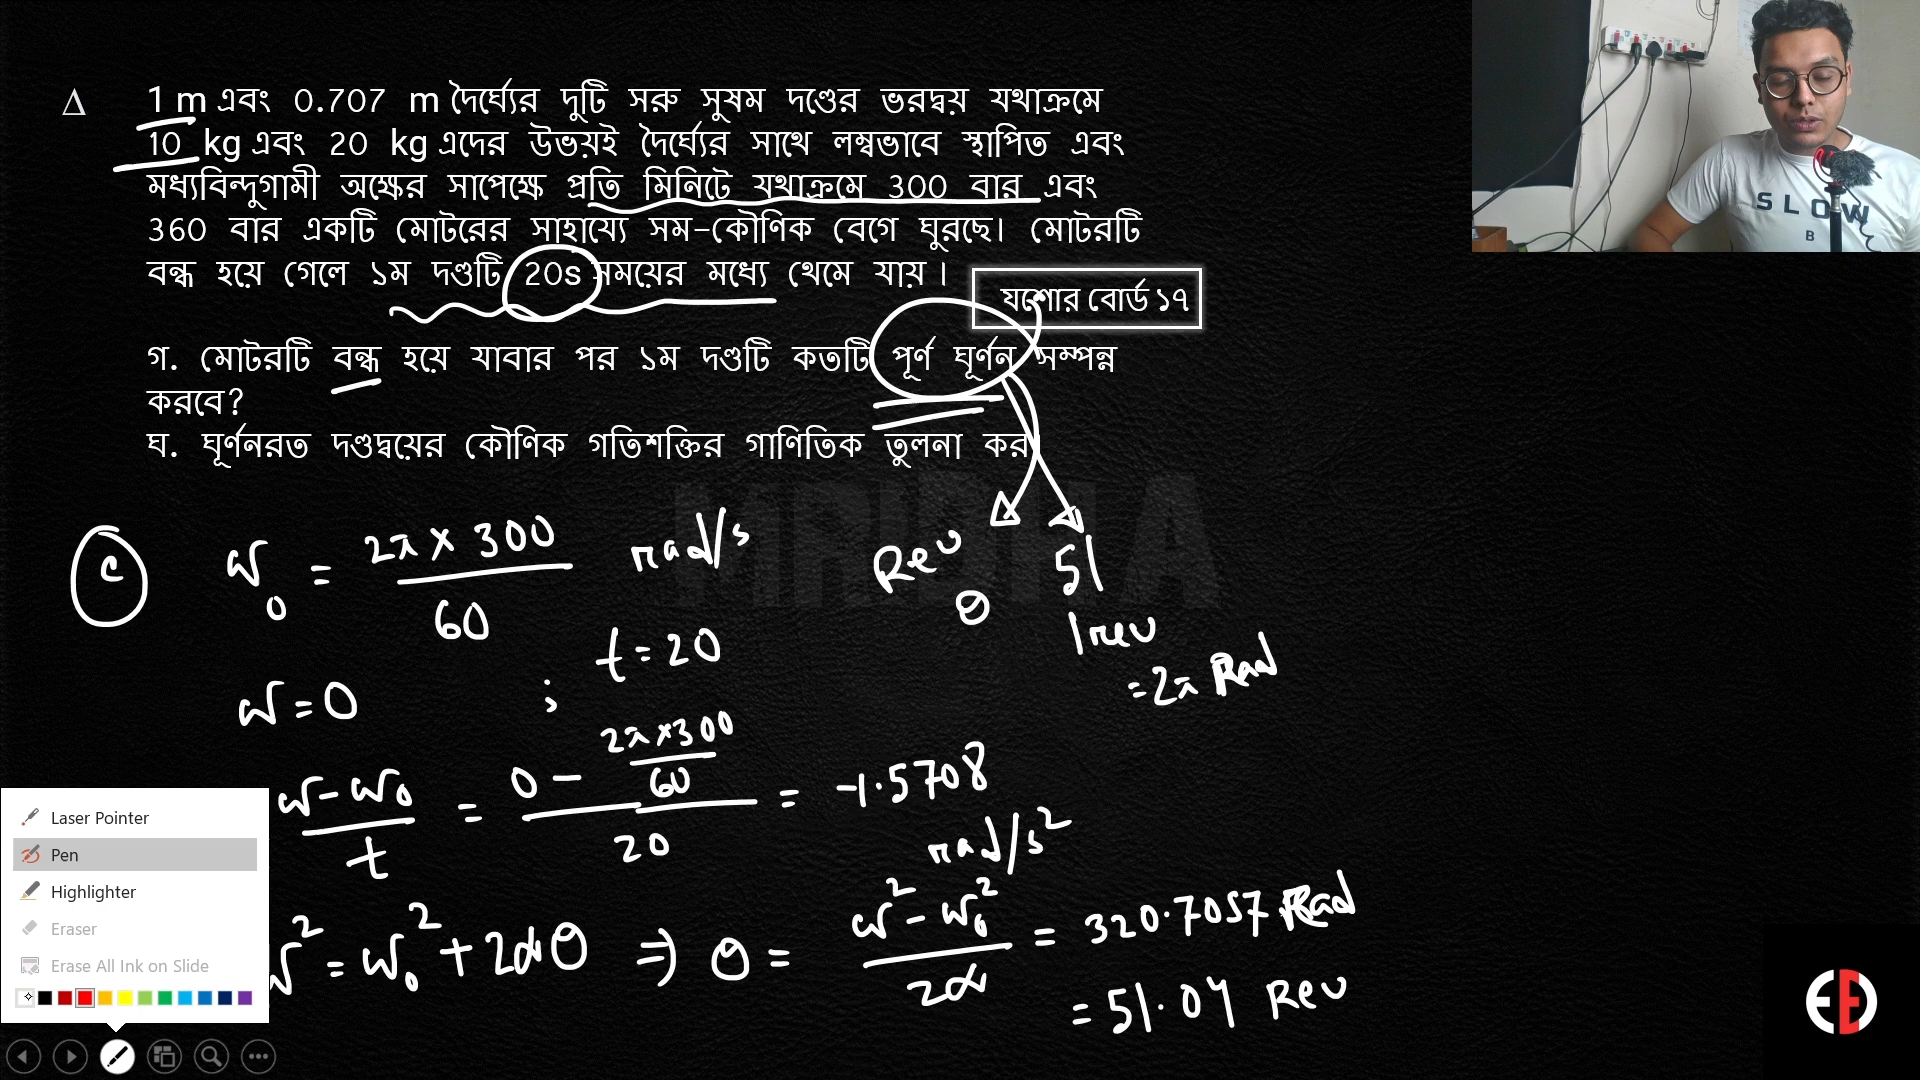 Δ 1 m এবং 0.707 m দৈর্ঘ্যের দুটি সরু সুষম দণ্ডের ভরদ্বয় যথাক্রমে
10 kg এবং 20 kg এদের উভয়ই দৈর্ঘ্যের সাথে লম্বভাবে স্থাপিত এবং
মধ্যবিন্দুগামী অক্ষের সাপেক্ষে প্রতি মিনিটে যথাক্রমে 300 বার এবং
360 বার একটি মোটরের সাহায্যে সম-কৌণিক বেগে ঘুরছে। মোটরটি
বন্ধ হয়ে গেলে ১ম দণ্ডটি 20s সময়ের মধ্যে থেমে যায়।
যশোর বোর্ড ১৭
গ. মোটরটি বন্ধ হয়ে যাবার পর ১ম দণ্ডটি কতটি পূর্ণ ঘূর্ণন সম্পন্ন
করবে?
ঘ. ঘূর্ণনরত দণ্ডদ্বয়ের কৌণিক গতিশক্তির গাণিতিক তুলনা কর।
MRIDHA
SLOW
B
C ω₀ = 2π × 300 / 60 rad/s
Rev 51
θ
1 rev
= 2π Rad
ω = 0 ; t = 20
ω - ω₀ / t = 0 - 2π×300/60 / 20 = -1.5708
rad/s²
ω² = ω₀² + 2αθ ⇒ θ = ω² - ω₀² / 2α = 320.7057 Rad
= 51.04 Rev
Laser Pointer
Pen
Highlighter
Eraser
Erase All Ink on Slide